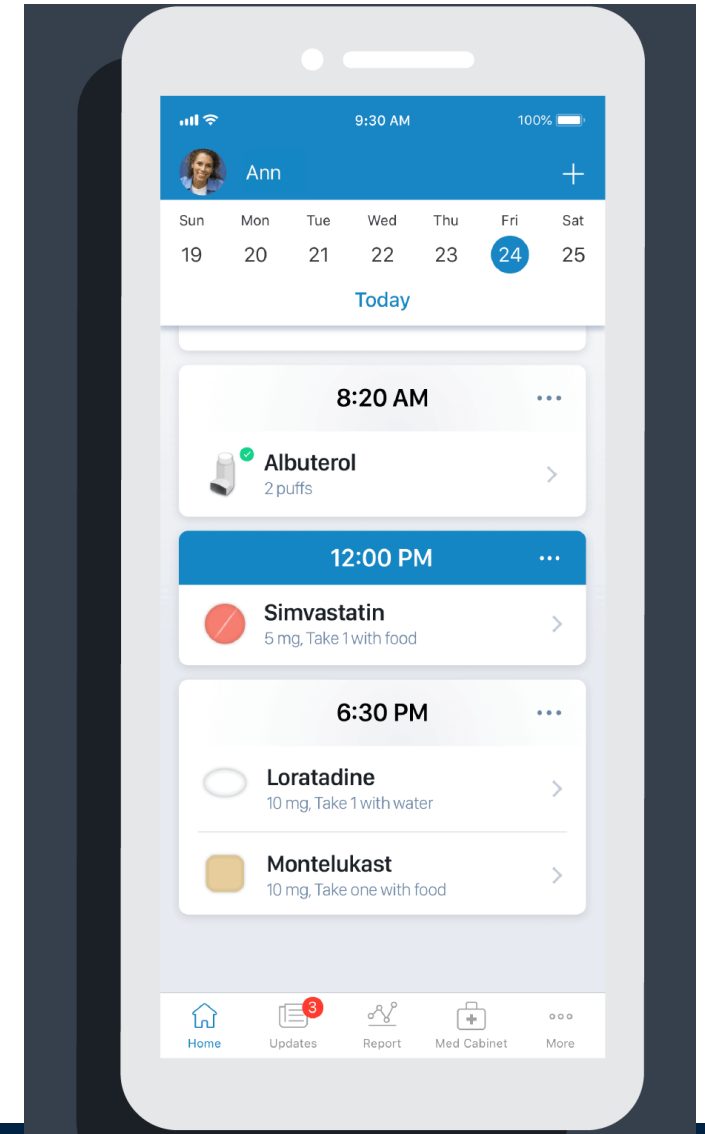 9:30 AM
100%
Ann
+
Sun Mon Tue Wed Thu Fri Sat
19 20 21 22 23 24 25
Today
8:20 AM
Albuterol
2 puffs
12:00 PM
Simvastatin
5 mg, Take 1 with food
6:30 PM
Loratadine
10 mg, Take 1 with water
Montelukast
10 mg, Take one with food
3
Home Updates Report Med Cabinet More